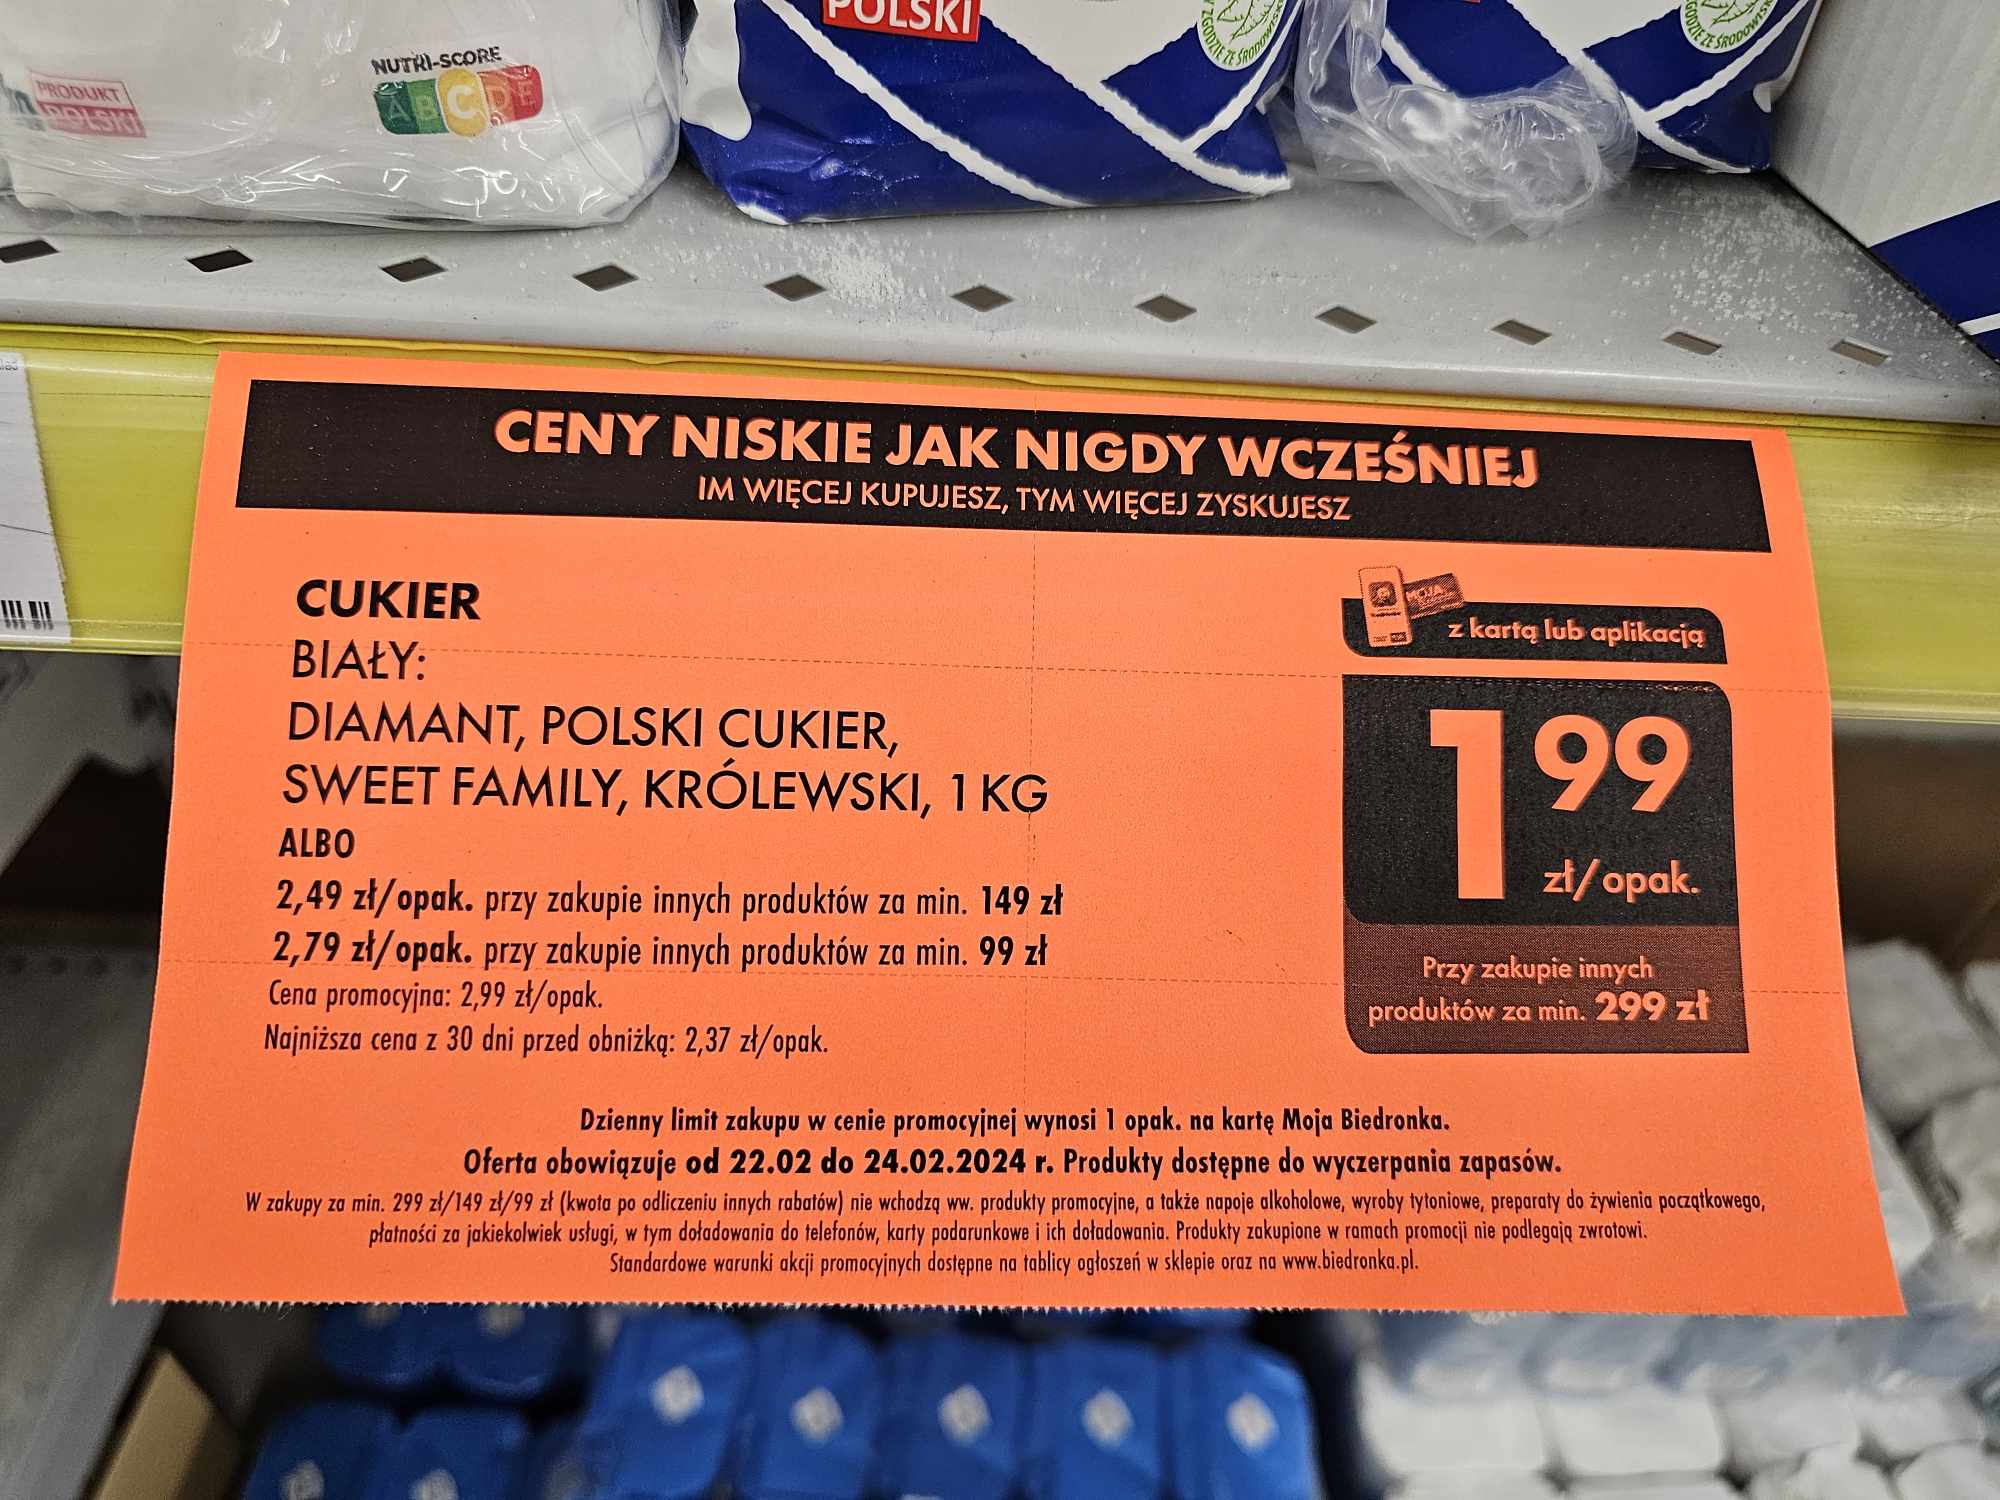 POLSKI
W ZGODZIE ZE ŚRODOWISK
ZGODZIE ZE ŚRODOWISK
NUTRI-SCORE
ABCDE
PRODUKT
POLSKI
CENY NISKIE JAK NIGDY WCZEŚNIEJ
IM WIĘCEJ KUPUJESZ, TYM WIĘCEJ ZYSKUJESZ
CUKIER
BIAŁY:
DIAMANT, POLSKI CUKIER,
SWEET FAMILY, KRÓLEWSKI, 1 KG
ALBO
2,49 zł/opak. przy zakupie innych produktów za min. 149 zł
2,79 zł/opak. przy zakupie innych produktów za min. 99 zł
Cena promocyjna: 2,99 zł/opak.
Najniższa cena z 30 dni przed obniżką: 2,37 zł/opak.
MOJA
z kartą lub aplikacją
1 99
zł/opak.
Przy zakupie innych
produktów za min. 299 zł
Dzienny limit zakupu w cenie promocyjnej wynosi 1 opak. na kartę Moja Biedronka.
Oferta obowiązuje od 22.02 do 24.02.2024 r. Produkty dostępne do wyczerpania zapasów.
W zakupy za min. 299 zł/149 zł/99 zł (kwota po odliczeniu innych rabatów) nie wchodzą ww. produkty promocyjne, a także napoje alkoholowe, wyroby tytoniowe, preparaty do żywienia początkowego,
płatności za jakiekolwiek usługi, w tym doładowania do telefonów, karty podarunkowe i ich doładowania. Produkty zakupione w ramach promocji nie podlegają zwrotowi.
Standardowe warunki akcji promocyjnych dostępne na tablicy ogłoszeń w sklepie oraz na www.biedronka.pl.